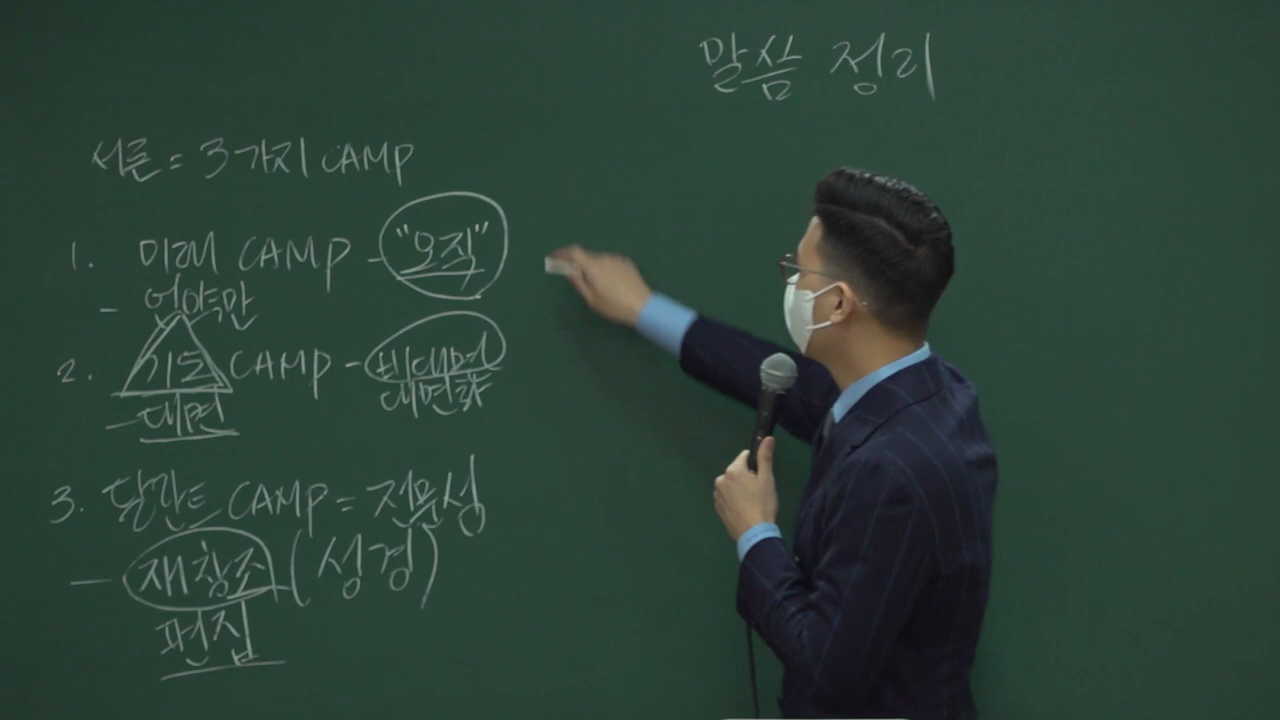 말씀 정리
서론 = 3가지 CAMP
1. 미래 CAMP - "오직"
- 언약만
2. 기도 CAMP - 비대면
대면화
- 대면
3. 달란트 CAMP = 전문성
- 재창조 (성경)
편집